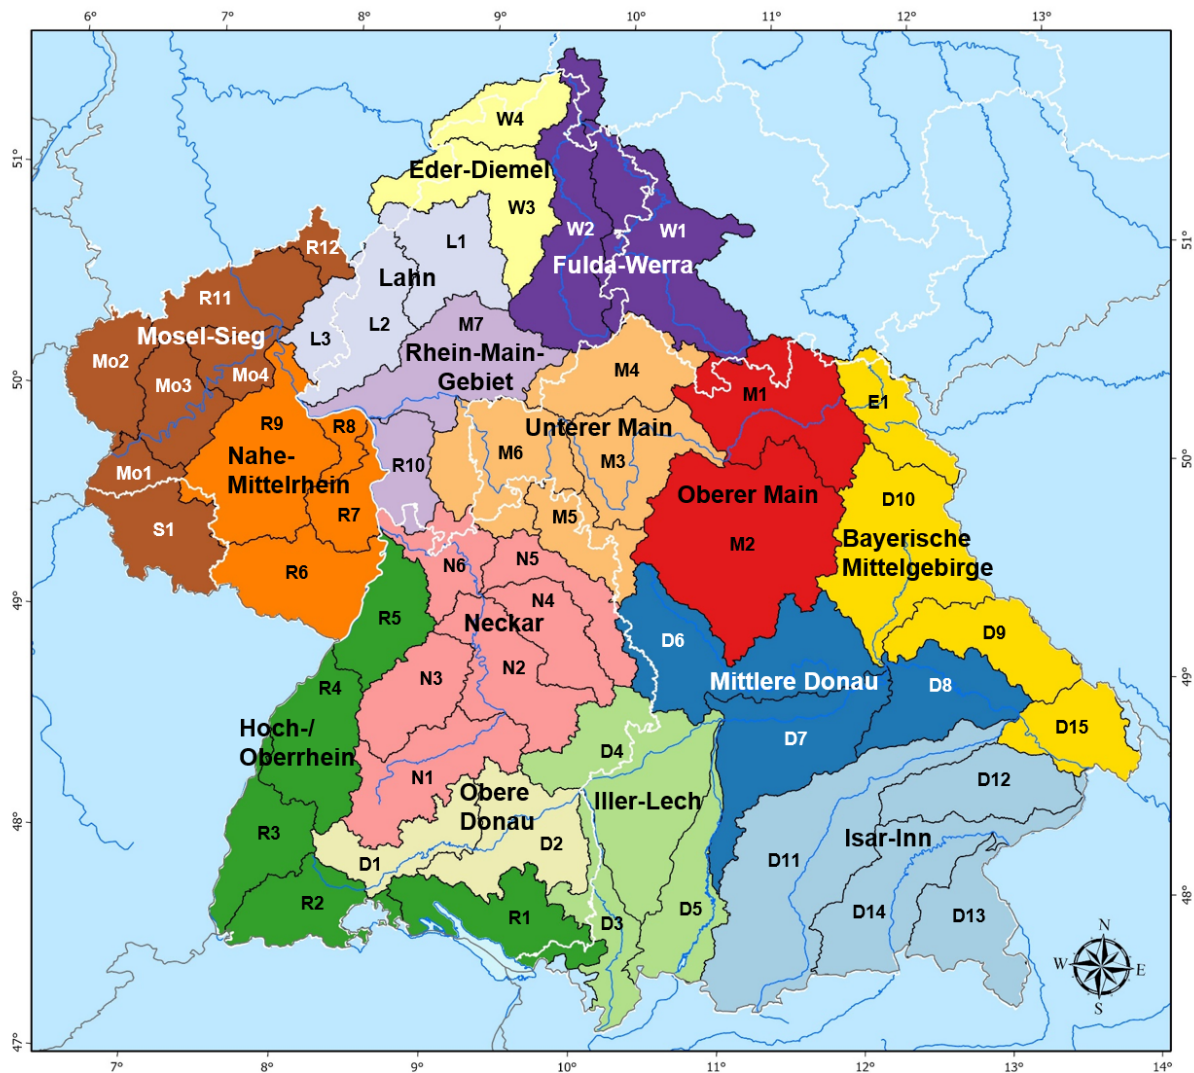 6° 7° 8° 9° 10° 11° 12° 13°
W4
51°
Eder-Diemel
W3
W2
W1
R12
L1
51°
Fulda-Werra
Lahn
R11
Mosel-Sieg
L3
L2
M7
Rhein-Main-
Gebiet
Mo2
Mo3
Mo4
M4
50°
M1
E1
R9
R8
Unterer Main
Nahe-
Mittelrhein
R10
M6
M3
50°
Mo1
Oberer Main
D10
S1
R7
M5
M2
Bayerische
Mittelgebirge
R6
N6
N5
49°
N4
R5
Neckar
D6
D9
N3
N2
Mittlere Donau
D8
49°
R4
Hoch-/
Oberrhein
D7
D15
D4
N1
D12
Obere
Donau
Iller-Lech
48°
R3
D2
Isar-Inn
D1
D11
48°
R2
R1
D3
D5
D14
D13
N
W
E
S
47°
7° 8° 9° 10° 11° 12° 13° 14°